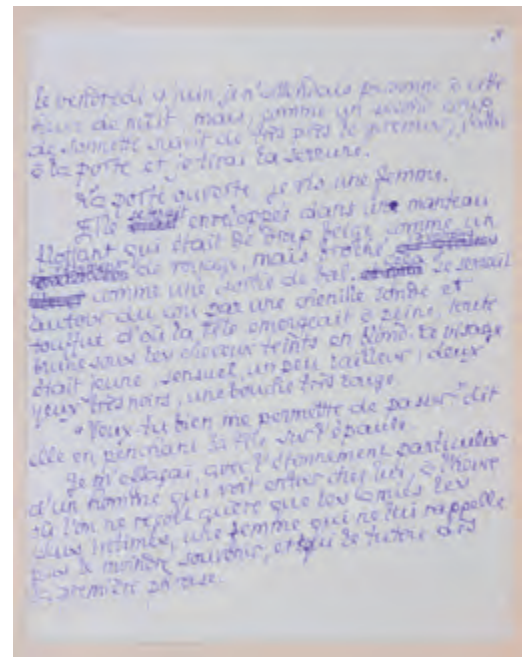 Le vendredi 9 juin, je n'attendais personne à cette
heure de nuit, mais, comme un second coup
de sonnette suivit de très près le premier, j'allai
à la porte et je tirai la serrure.
La porte ouverte, je vis une femme.
Elle enveloppée dans un manteau
flottant qui était de drap beige comme un
de voyage, mais broché
comme une sortie de bal, se serrait
autour du cou par une chenille ronde et
touffue d'où la tête émergeait à peine, toute
brune sous les cheveux teints en blond. Le visage
était jeune, sensuel, un peu railleur; deux
yeux très noirs, une bouche très rouge.
"Veux-tu bien me permettre de passer" dit
elle en penchant la tête sur l'épaule.
Je m'effaçai, avec l'étonnement particulier
d'un homme qui voit entrer chez lui, à l'heure
où l'on ne reçoit guère que les amies les
plus intimes, une femme qui ne lui rappelle
pas le moindre souvenir, et qui le tutoie dès
la première phrase.